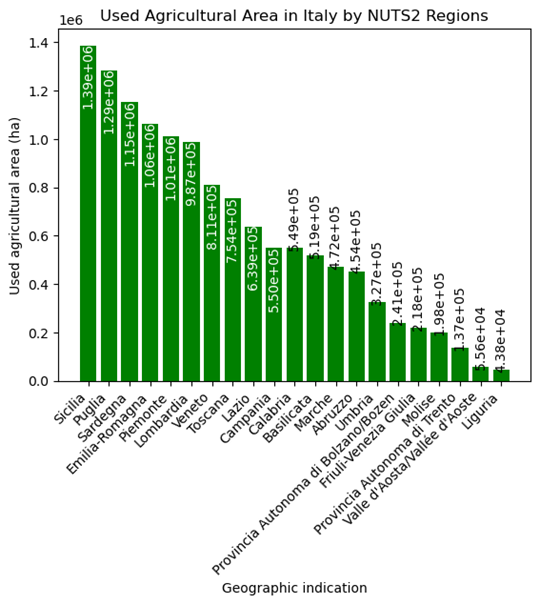 Used Agricultural Area in Italy by NUTS2 Regions
1e6
1.4
1.2
1.0
0.8
0.6
0.4
0.2
0.0
Used agricultural area (ha)
1.39e+06
1.29e+06
1.15e+06
1.06e+06
1.01e+06
9.87e+05
8.11e+05
7.54e+05
6.39e+05
5.50e+05
5.49e+05
5.19e+05
4.72e+05
4.54e+05
3.27e+05
2.41e+05
2.18e+05
1.98e+05
1.37e+05
5.56e+04
4.38e+04
Sicilia
Puglia
Sardegna
Emilia-Romagna
Piemonte
Lombardia
Veneto
Toscana
Lazio
Campania
Calabria
Basilicata
Marche
Abruzzo
Umbria
Provincia Autonoma di Bolzano/Bozen
Friuli-Venezia Giulia
Molise
Provincia Autonoma di Trento
Valle d'Aosta/Vallée d'Aoste
Liguria
Geographic indication